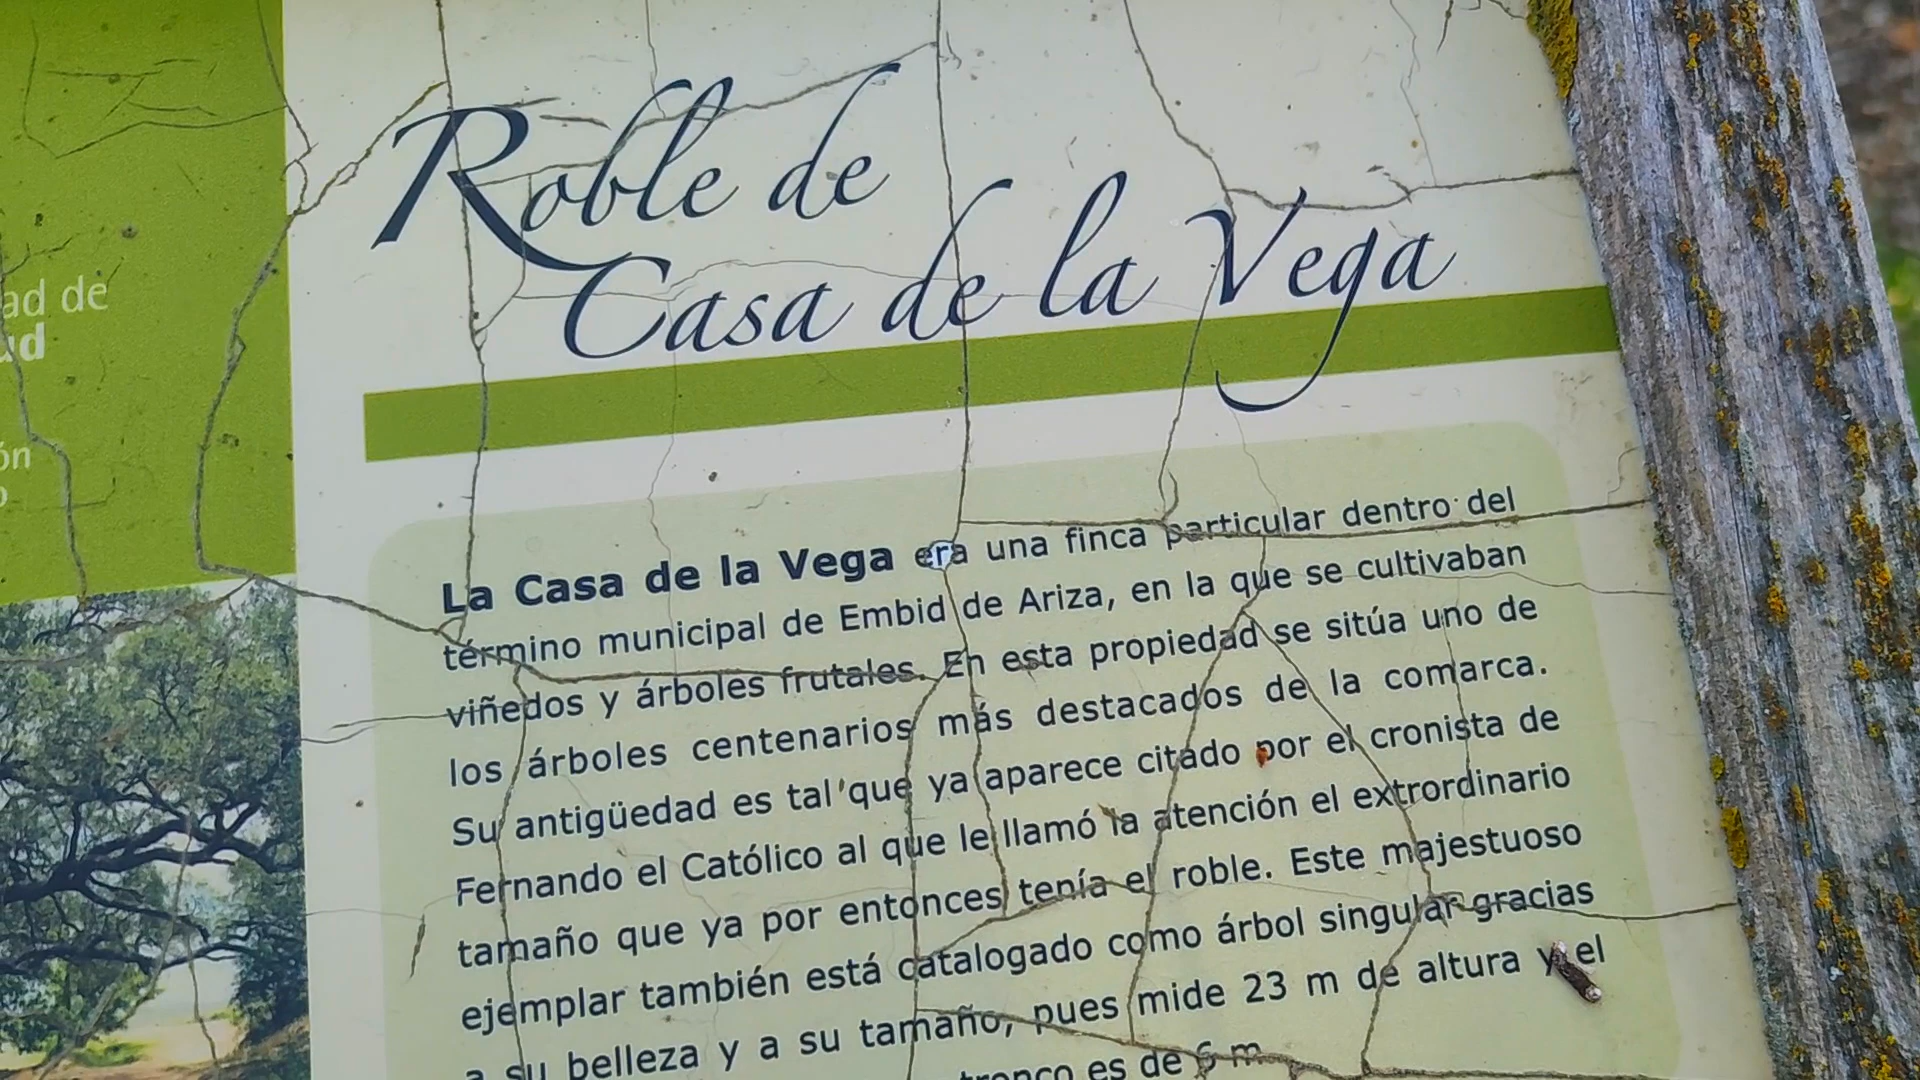 ad de
ud
ón
o
Roble de
Casa de la Vega
La Casa de la Vega era una finca particular dentro del
término municipal de Embid de Ariza, en la que se cultivaban
viñedos y árboles frutales. En esta propiedad se sitúa uno de
los árboles centenarios más destacados de la comarca.
Su antigüedad es tal que ya aparece citado por el cronista de
Fernando el Católico al que le llamó la atención el extrordinario
tamaño que ya por entonces tenía el roble. Este majestuoso
ejemplar también está catalogado como árbol singular gracias
a su belleza y a su tamaño, pues mide 23 m de altura y el
tronco es de 6 m